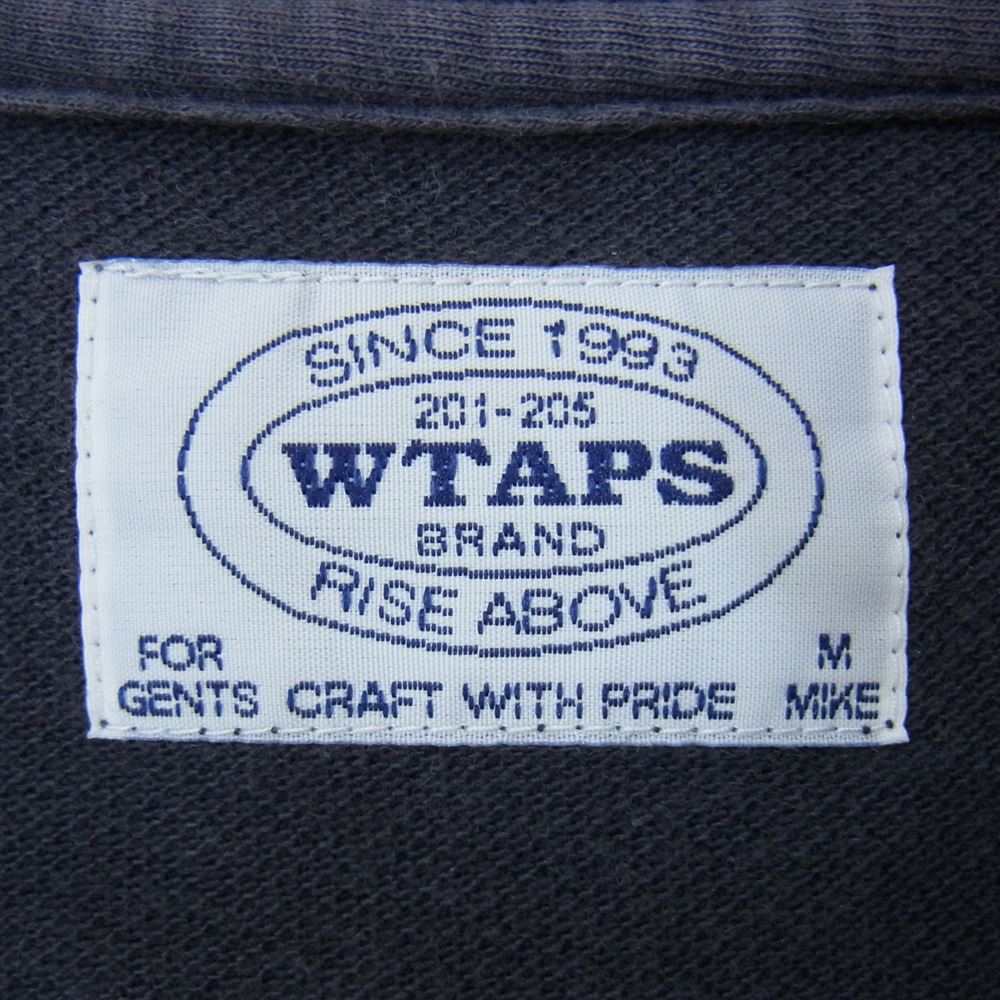 SINCE 1993
201-205
WTAPS
BRAND
RISE ABOVE
FOR
GENTS
CRAFT WITH PRIDE
M
MIKE